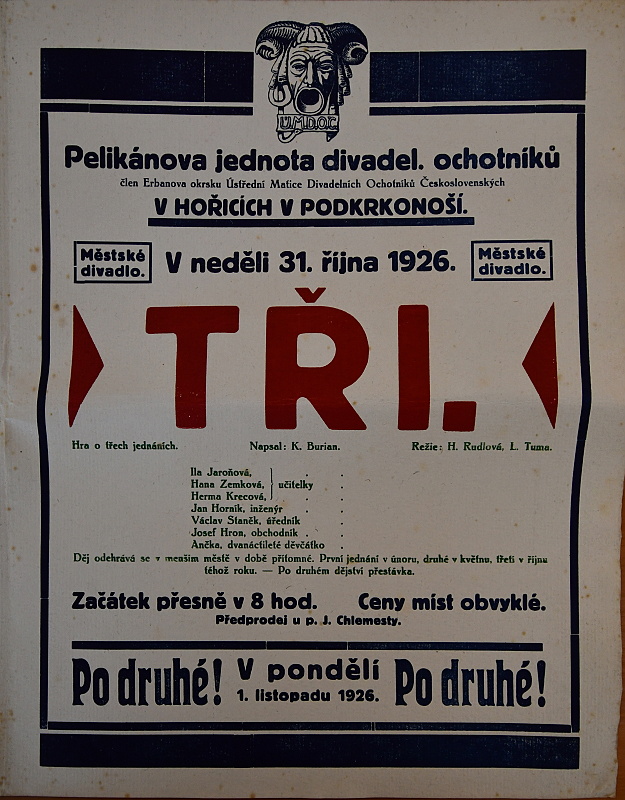 Ú.M.D.O.Č.
Pelikánova jednota divadel. ochotníků
člen Erbanova okrsku Ústřední Matice Divadelních Ochotníků Československých
V HOŘICÍCH V PODKRKONOŠÍ.
Městské divadlo.
V neděli 31. října 1926.
Městské divadlo.
TŘI.
Hra o třech jednáních. Napsal: K. Burian. Režie: H. Rudlová, L. Tuma.
Ila Jaroňová,
Hana Zemková, učitelky
Herma Krecová,
Jan Horník, inženýr
Václav Staněk, úředník
Josef Hron, obchodník
Ančka, dvanáctileté děvčátko
Děj odehrává se v menším městě v době přítomné. První jednání v únoru, druhé v květnu, třetí v říjnu
téhož roku. — Po druhém dějství přestávka.
Začátek přesně v 8 hod. Ceny míst obvyklé.
Předprodej u p. J. Chlemesty.
Po druhé!
V pondělí
1. listopadu 1926.
Po druhé!